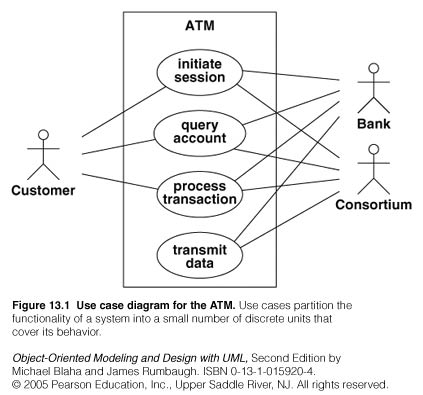 ATM
initiate
session
query
account
process
transaction
transmit
data
Customer
Bank
Consortium
Figure 13.1 Use case diagram for the ATM. Use cases partition the
functionality of a system into a small number of discrete units that
cover its behavior.
Object-Oriented Modeling and Design with UML, Second Edition by
Michael Blaha and James Rumbaugh. ISBN 0-13-1-015920-4.
© 2005 Pearson Education, Inc., Upper Saddle River, NJ. All rights reserved.